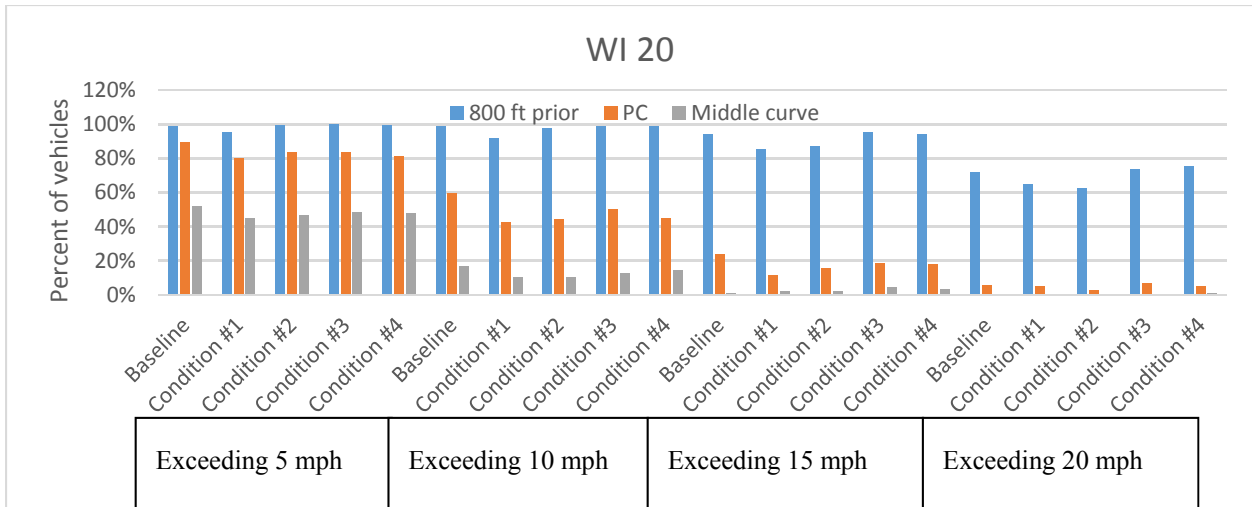 WI 20
Percent of vehicles
120%
100%
80%
60%
40%
20%
0%
800 ft prior PC Middle curve
Baseline
Condition #1
Condition #2
Condition #3
Condition #4
Baseline
Condition #1
Condition #2
Condition #3
Condition #4
Baseline
Condition #1
Condition #2
Condition #3
Condition #4
Baseline
Condition #1
Condition #2
Condition #3
Condition #4
Exceeding 5 mph Exceeding 10 mph Exceeding 15 mph Exceeding 20 mph